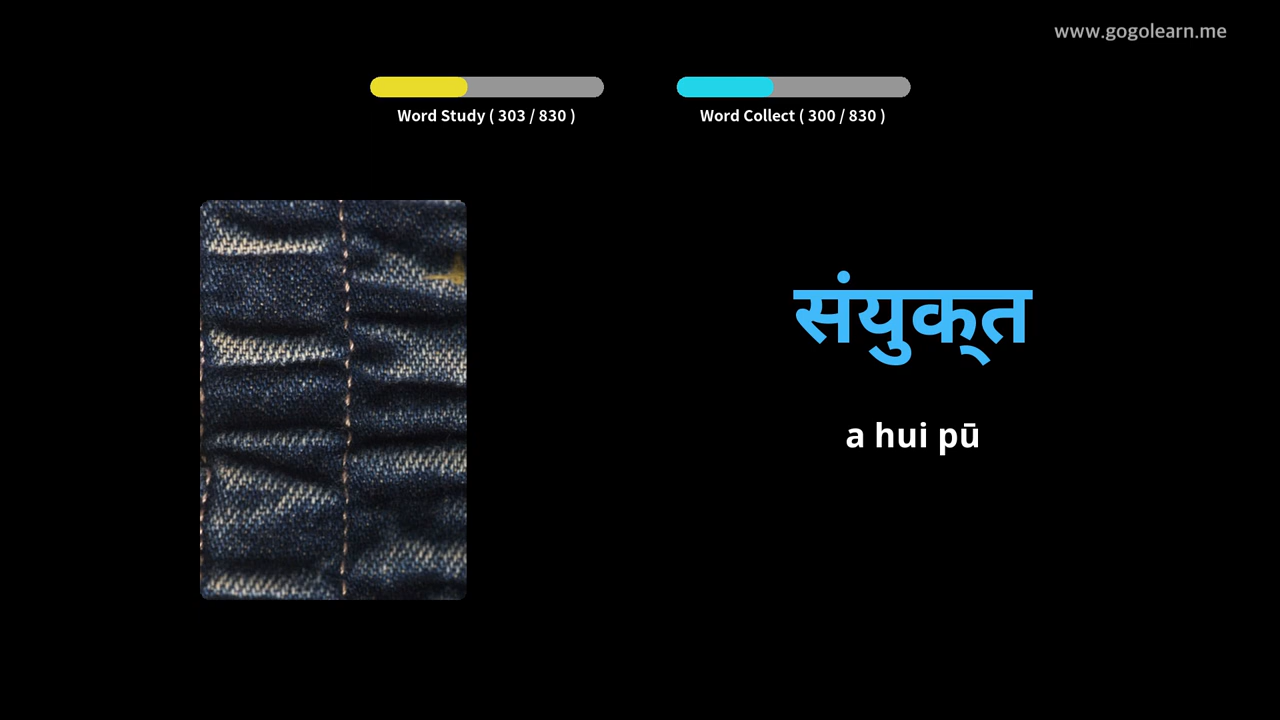 www.gogolearn.me
Word Study ( 303 / 830 )
Word Collect ( 300 / 830 )
संयुक्त
a hui pū